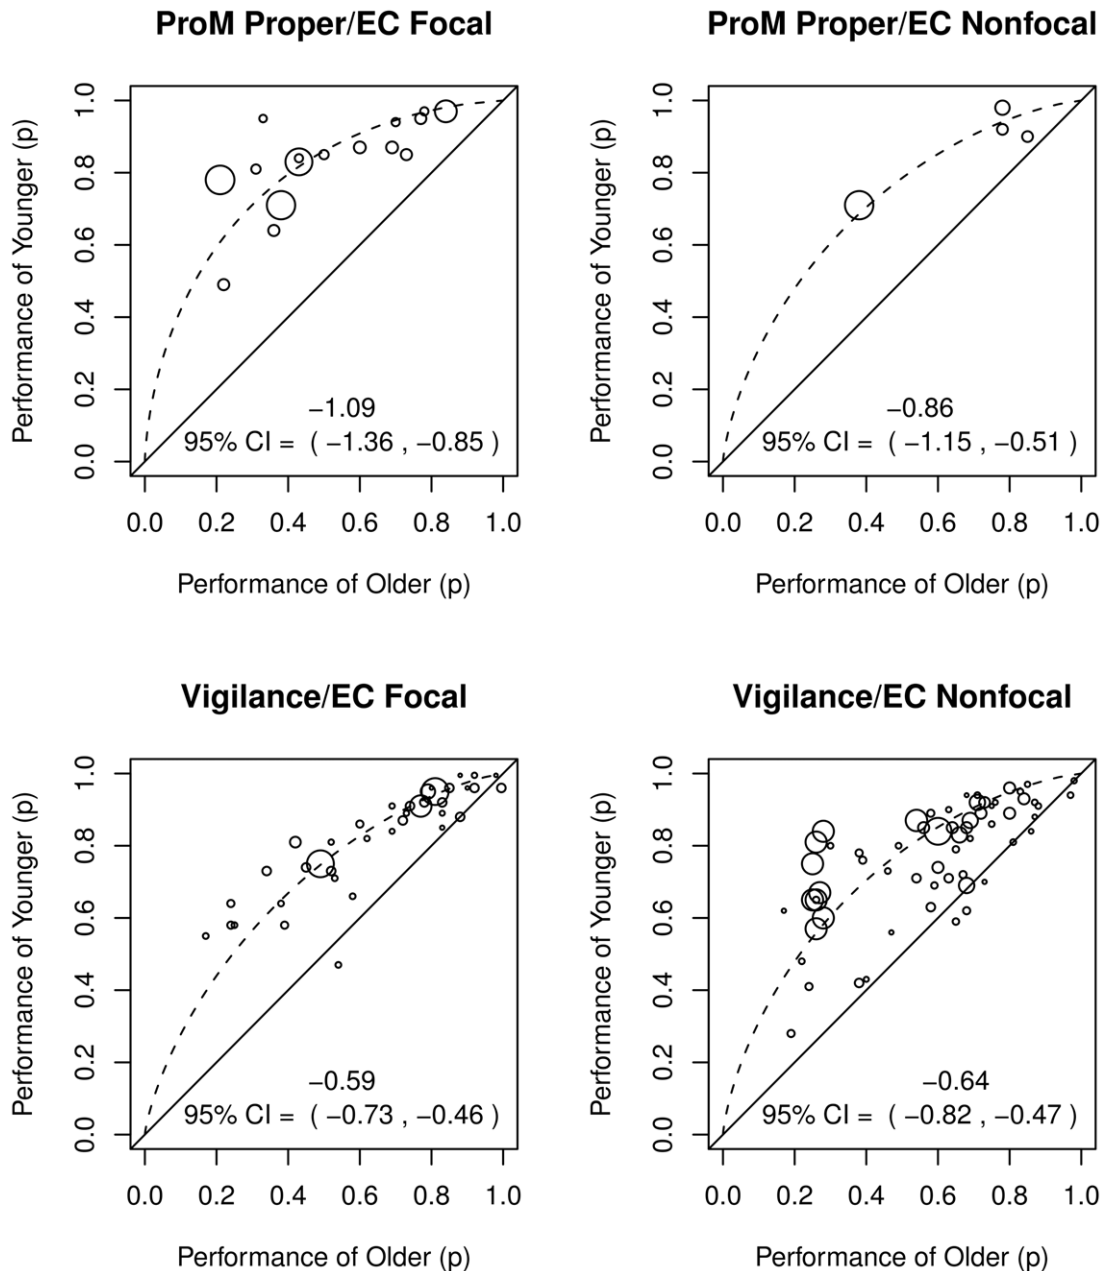 ProM Proper/EC Focal
Performance of Younger (p)
1.0
0.8
0.6
0.4
0.2
0.0
−1.09
95% CI = ( −1.36 , −0.85 )
0.0 0.2 0.4 0.6 0.8 1.0
Performance of Older (p)
ProM Proper/EC Nonfocal
Performance of Younger (p)
1.0
0.8
0.6
0.4
0.2
0.0
−0.86
95% CI = ( −1.15 , −0.51 )
0.0 0.2 0.4 0.6 0.8 1.0
Performance of Older (p)
Vigilance/EC Focal
Performance of Younger (p)
1.0
0.8
0.6
0.4
0.2
0.0
−0.59
95% CI = ( −0.73 , −0.46 )
0.0 0.2 0.4 0.6 0.8 1.0
Performance of Older (p)
Vigilance/EC Nonfocal
Performance of Younger (p)
1.0
0.8
0.6
0.4
0.2
0.0
−0.64
95% CI = ( −0.82 , −0.47 )
0.0 0.2 0.4 0.6 0.8 1.0
Performance of Older (p)